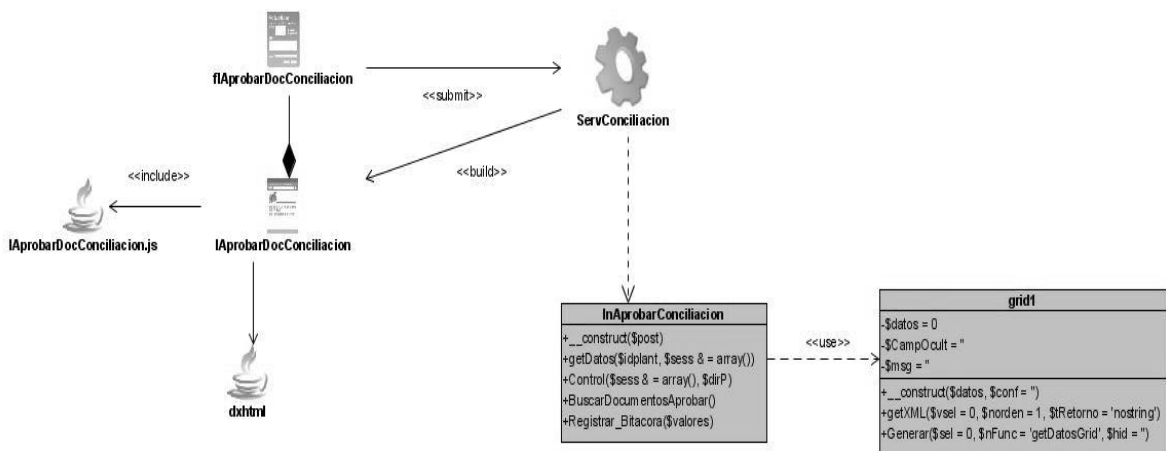 flAprobarDocConciliacion
<<submit>>
ServConciliacion
<<include>>
<<build>>
IAprobarDocConciliacion.js
IAprobarDocConciliacion
dxhtml
InAprobarConciliacion
+__construct($post)
+getDatos($idplant, $sess & = array())
+Control($sess & = array(), $dirP)
+BuscarDocumentosAprobar()
+Registrar_Bitacora($valores)
<<use>>
grid1
-$datos = 0
-$CampOcult = ''
-$msg = ''
+__construct($datos, $conf = '')
+getXML($vsel = 0, $norden = 1, $tRetorno = 'nostring')
+Generar($sel = 0, $nFunc = 'getDatosGrid', $hid = '')